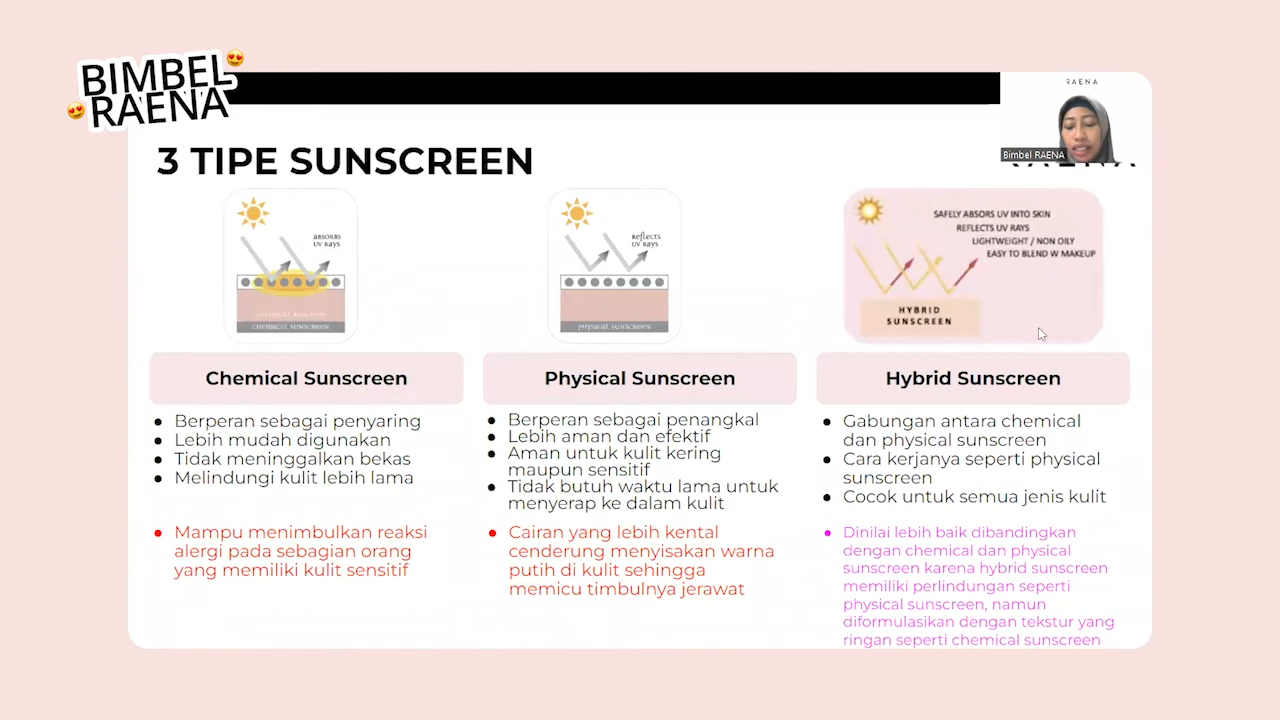 BIMBEL
RAENA
RAENA
Bimbel RAENA
3 TIPE SUNSCREEN
ABSORBS
UV RAYS
CHEMICAL REACTION
CHEMICAL SUNSCREEN
REFLECTS
UV RAYS
PHYSICAL SUNSCREEN
SAFELY ABSORS UV INTO SKIN
REFLECTS UV RAYS
LIGHTWEIGHT / NON OILY
EASY TO BLEND W MAKEUP
HYBRID
SUNSCREEN
Chemical Sunscreen
Berperan sebagai penyaring
Lebih mudah digunakan
Tidak meninggalkan bekas
Melindungi kulit lebih lama
Mampu menimbulkan reaksi
alergi pada sebagian orang
yang memiliki kulit sensitif
Physical Sunscreen
Berperan sebagai penangkal
Lebih aman dan efektif
Aman untuk kulit kering
maupun sensitif
Tidak butuh waktu lama untuk
menyerap ke dalam kulit
Cairan yang lebih kental
cenderung menyisakan warna
putih di kulit sehingga
memicu timbulnya jerawat
Hybrid Sunscreen
Gabungan antara chemical
dan physical sunscreen
Cara kerjanya seperti physical
sunscreen
Cocok untuk semua jenis kulit
Dinilai lebih baik dibandingkan
dengan chemical dan physical
sunscreen karena hybrid sunscreen
memiliki perlindungan seperti
physical sunscreen, namun
diformulasikan dengan tekstur yang
ringan seperti chemical sunscreen